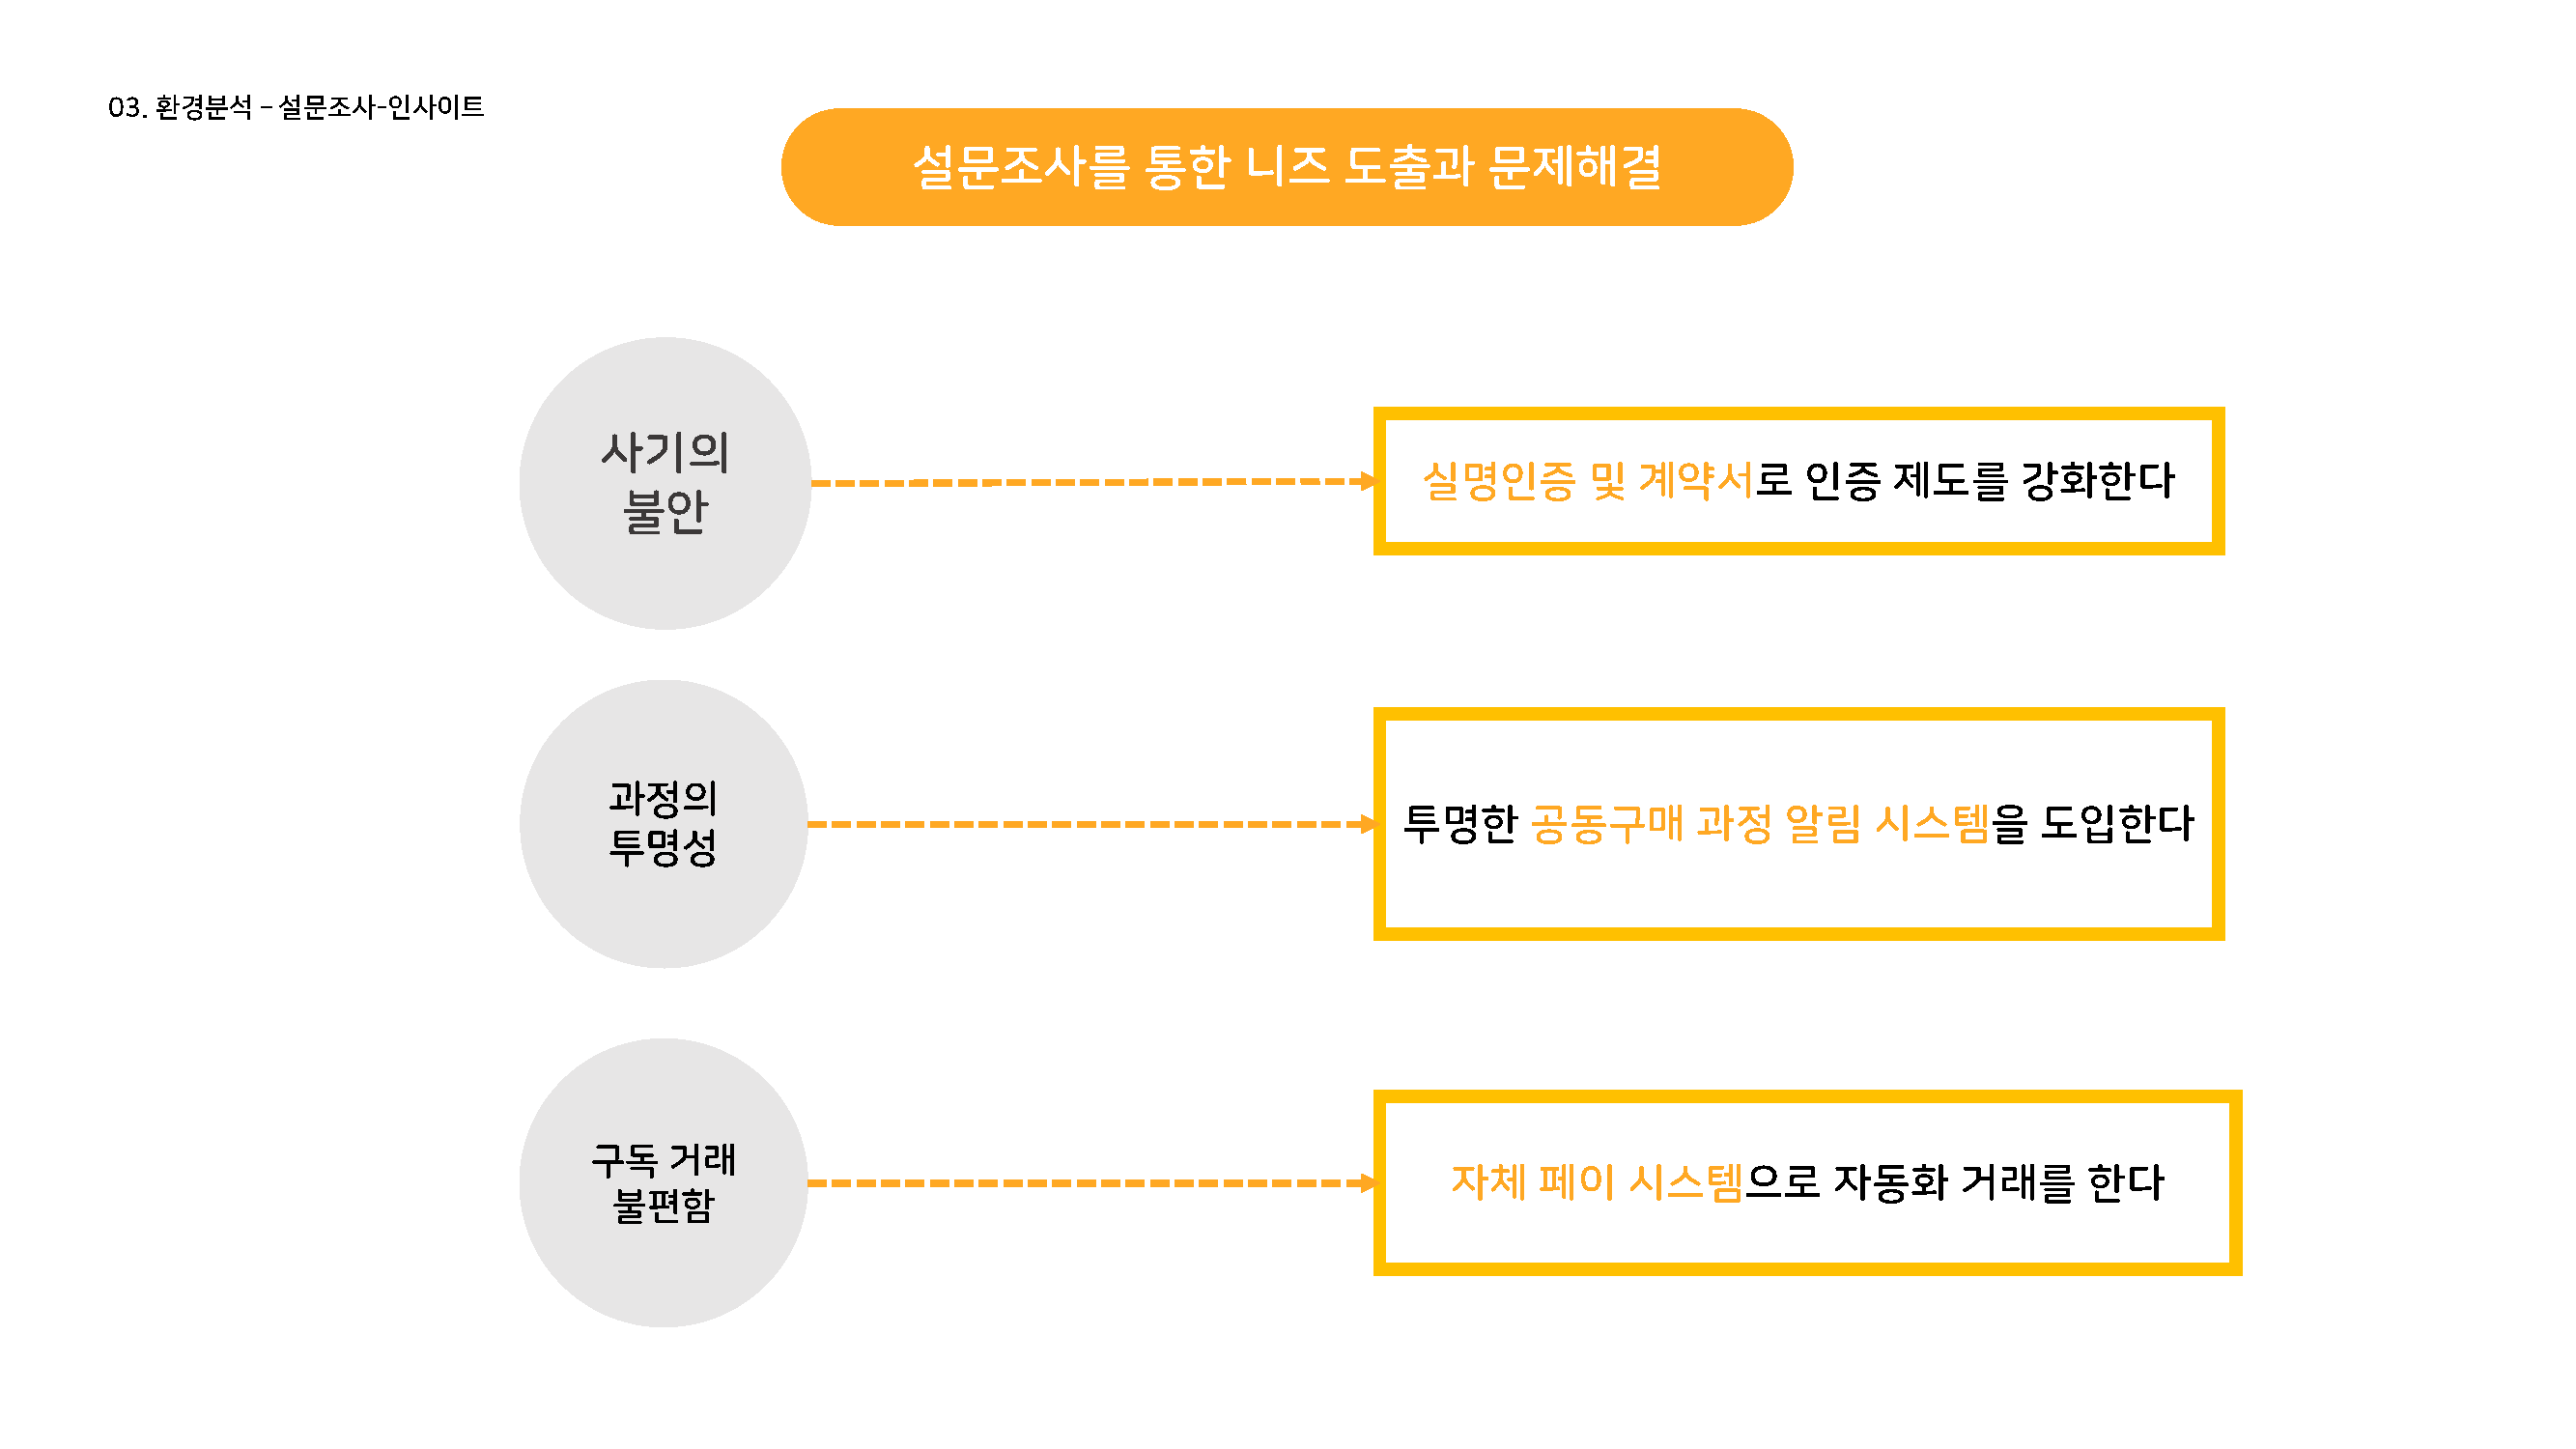 03. 환경분석 – 설문조사-인사이트
설문조사를 통한 니즈 도출과 문제해결
사기의
불안
실명인증 및 계약서로 인증 제도를 강화한다
과정의
투명성
투명한 공동구매 과정 알림 시스템을 도입한다
구독 거래
불편함
자체 페이 시스템으로 자동화 거래를 한다